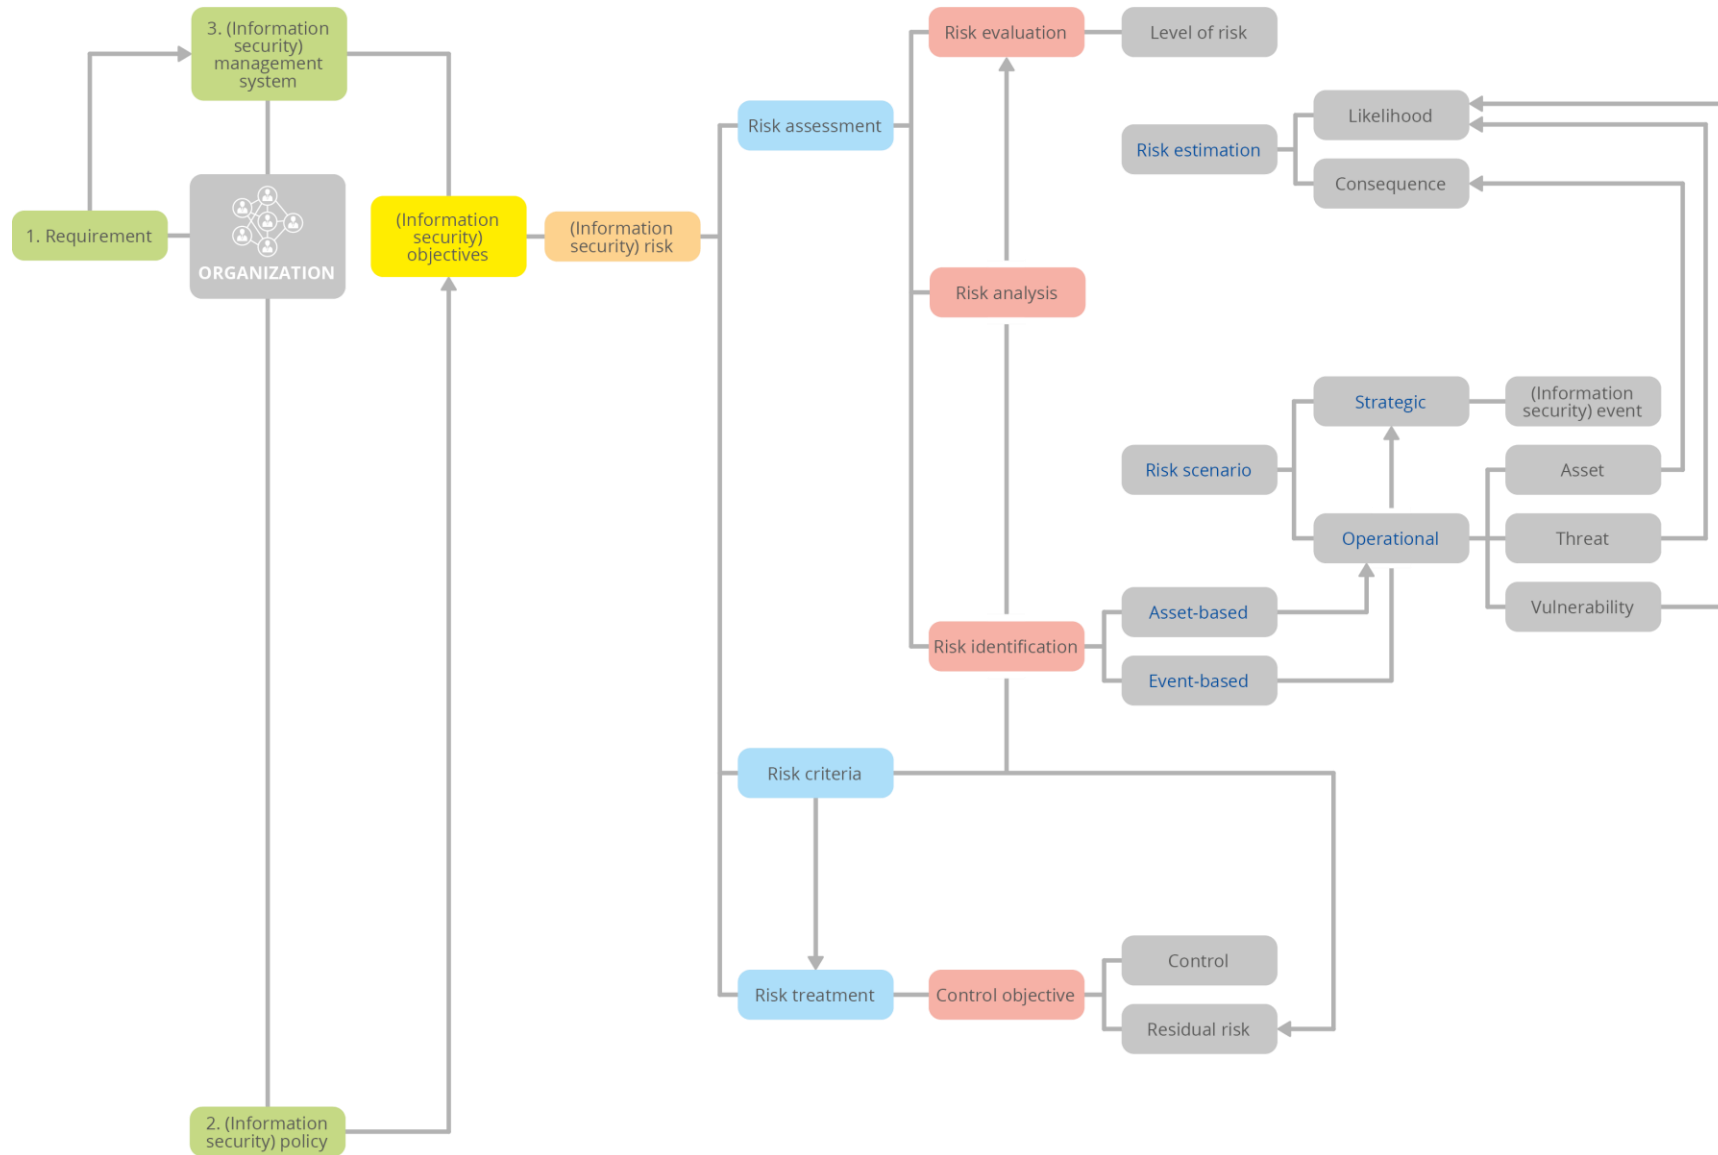 3. (Information
security)
management
system
1. Requirement
ORGANIZATION
(Information
security)
objectives
(Information
security) risk
2. (Information
security) policy
Risk assessment
Risk criteria
Risk treatment
Risk evaluation
Level of risk
Risk analysis
Risk identification
Control objective
Risk estimation
Likelihood
Consequence
Risk scenario
Strategic
(Information
security) event
Operational
Asset
Threat
Vulnerability
Asset-based
Event-based
Control
Residual risk